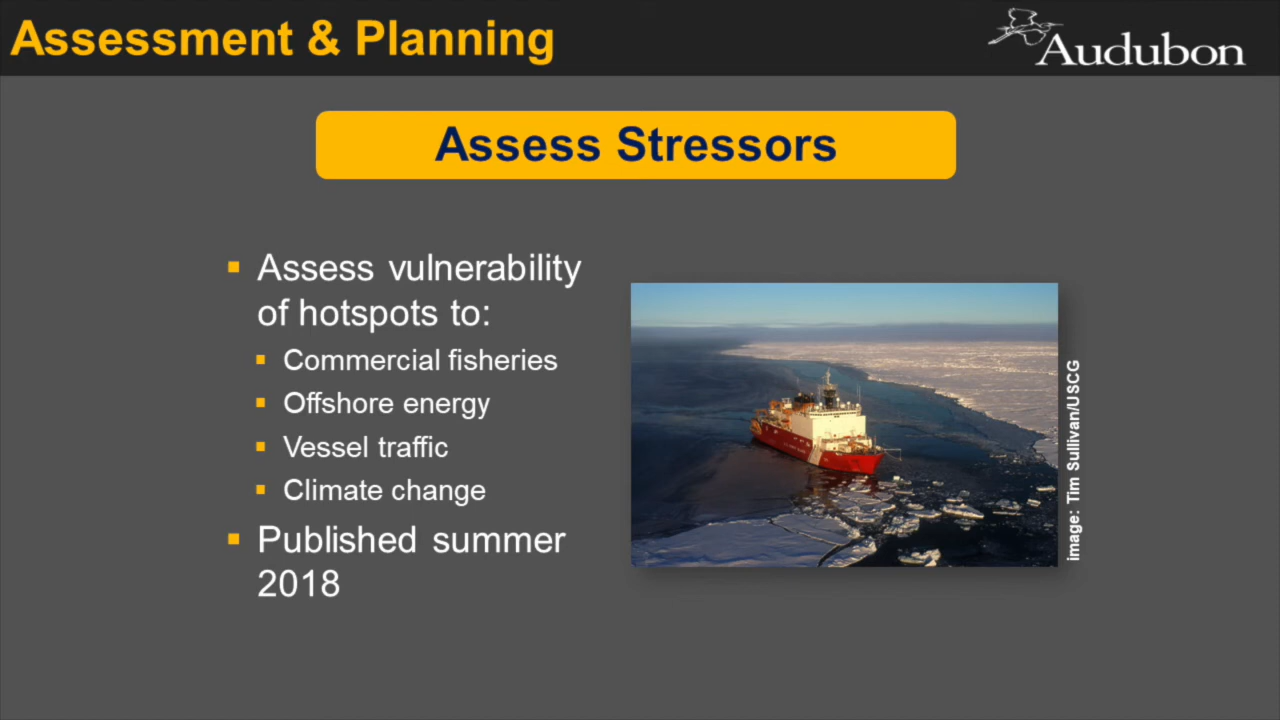 Assessment & Planning
Audubon
Assess Stressors
Assess vulnerability
of hotspots to:
Commercial fisheries
Offshore energy
Vessel traffic
Climate change
Published summer
2018
image: Tim Sullivan/USCG